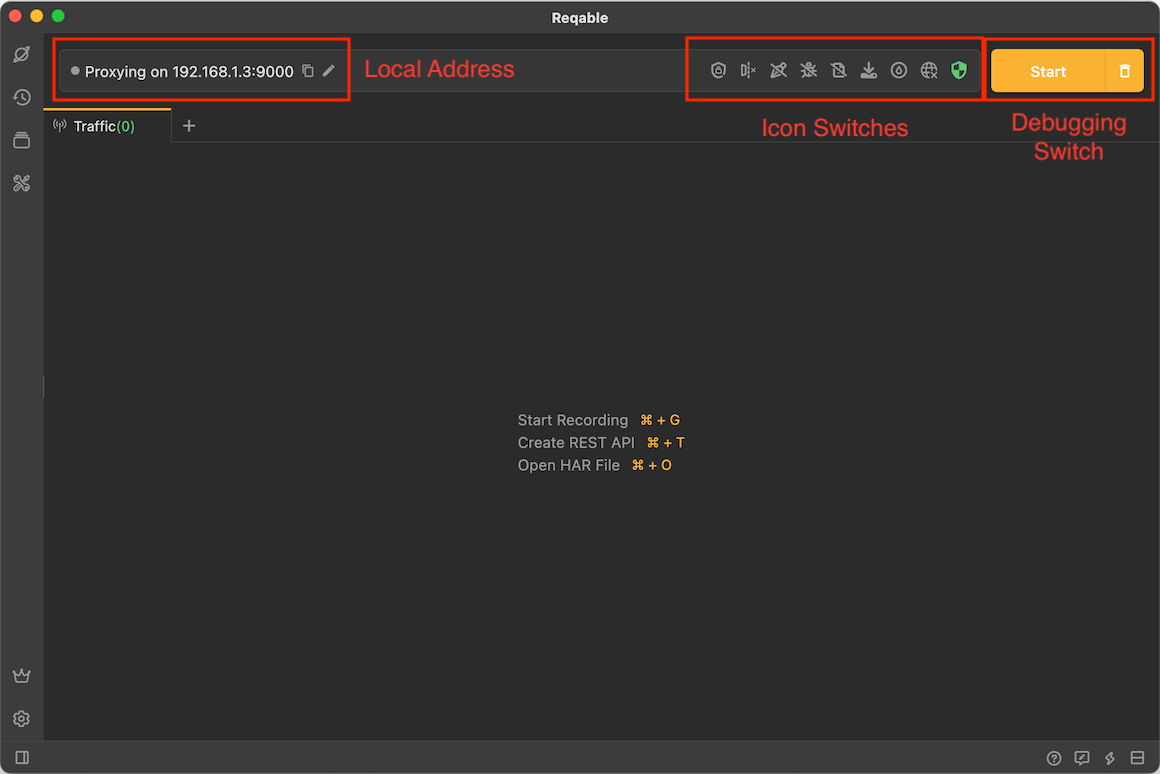 Reqable
Proxying on 192.168.1.3:9000
Local Address
Start
Icon Switches
Debugging
Switch
Traffic(0)
Start Recording ⌘ + G
Create REST API ⌘ + T
Open HAR File ⌘ + O